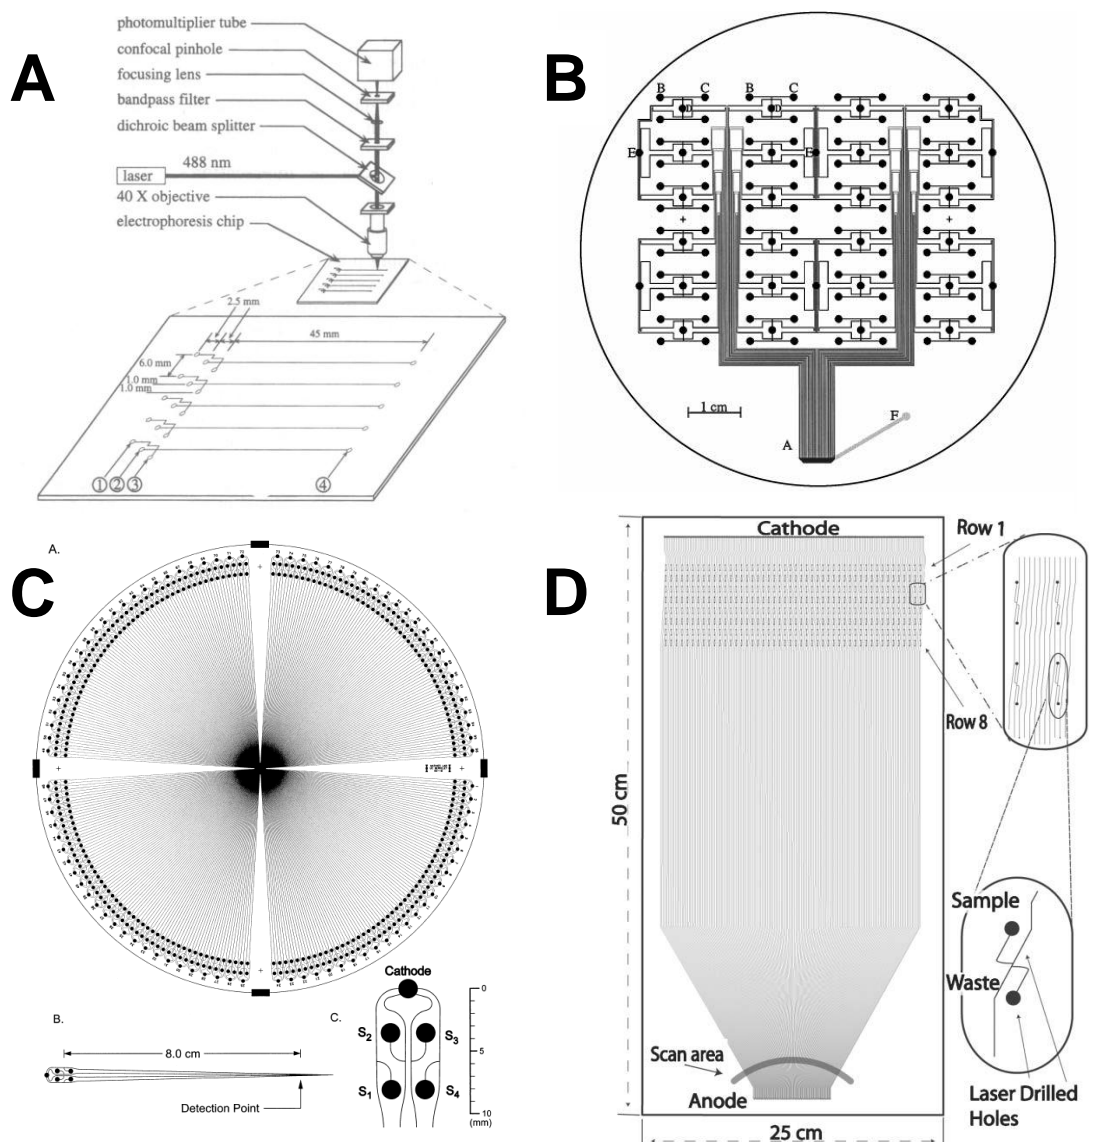 A
photomultiplier tube
confocal pinhole
focusing lens
bandpass filter
dichroic beam splitter
488 nm
laser
40 X objective
electrophoresis chip
2.5 mm
45 mm
6.0 mm
1.0 mm
1.0 mm
① ② ③ ④
B
B C B C
D D
E E
1 cm
F
A
C
A.
B.
8.0 cm
Detection Point
C.
Cathode
S2 S3
S1 S4
0
5
10
(mm)
D
Cathode
Row 1
Row 8
50 cm
Sample
Waste
Scan area
Anode
Laser Drilled
Holes
25 cm